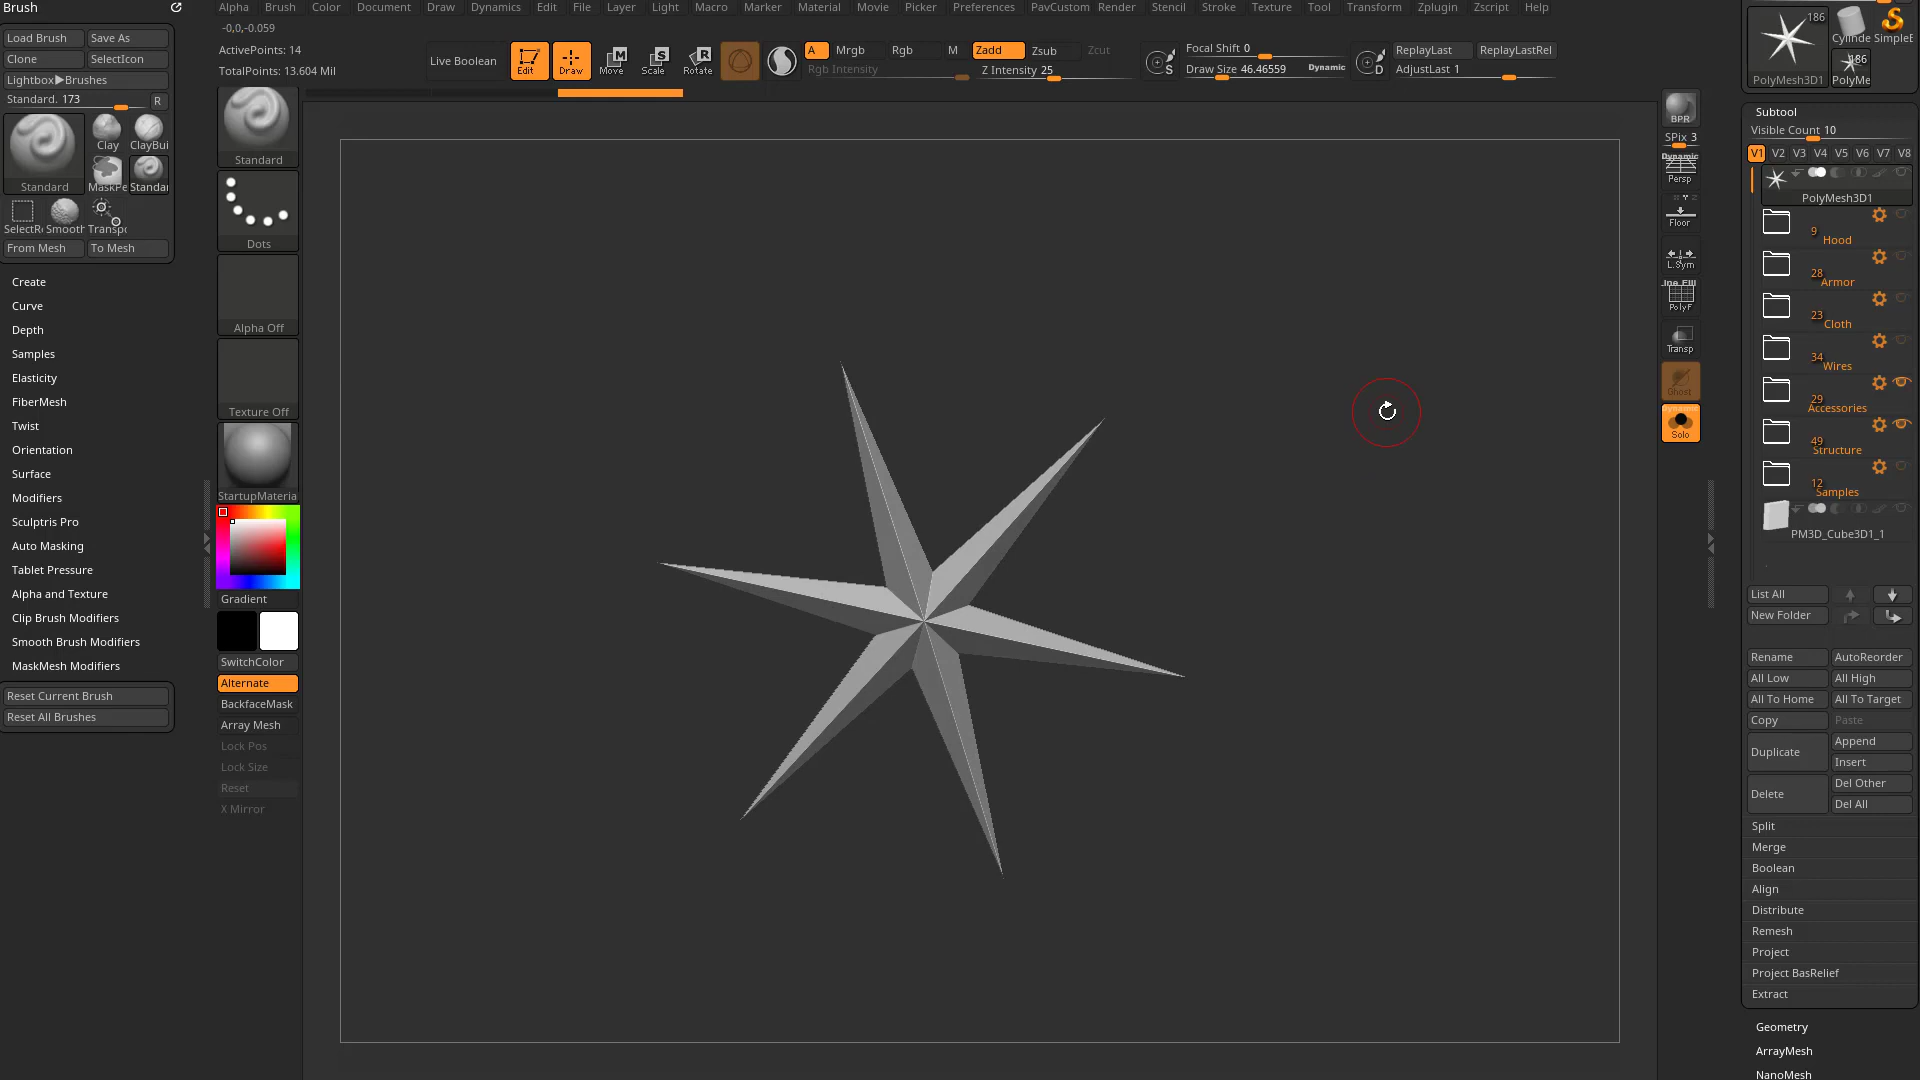 Brush
Alpha Brush Color Document Draw Dynamics Edit File Layer Light Macro Marker Material Movie Picker Preferences PavCustom Render Stencil Stroke Texture Tool Transform Zplugin Zscript Help
-0,0,-0.059
ActivePoints: 14
TotalPoints: 13.604 Mil
Live Boolean
Edit
Draw
Move
Scale
Rotate
A Mrgb Rgb M Zadd Zsub Zcut
Rgb Intensity
Z Intensity 25
S
Focal Shift 0
Draw Size 46.46559 Dynamic
D
ReplayLast ReplayLastRel
AdjustLast 1
Load Brush Save As
Clone SelectIcon
Lightbox▶Brushes
Standard. 173 R
Standard
Clay ClayBui
MaskPe Standar
SelectR Smooth Transpo
From Mesh To Mesh
Create
Curve
Depth
Samples
Elasticity
FiberMesh
Twist
Orientation
Surface
Modifiers
Sculptris Pro
Auto Masking
Tablet Pressure
Alpha and Texture
Clip Brush Modifiers
Smooth Brush Modifiers
MaskMesh Modifiers
Reset Current Brush
Reset All Brushes
Standard
Dots
Alpha Off
Texture Off
StartupMateria
Gradient
SwitchColor
Alternate
BackfaceMask
Array Mesh
Lock Pos
Lock Size
Reset
X Mirror
BPR
SPix 3
Dynamic
Persp
Floor
L.Sym
Line Fill
PolyF
Transp
Ghost
Dynamic
Solo
186
PolyMesh3D1
Cylinde SimpleB
186
PolyMe
Subtool
Visible Count 10
V1 V2 V3 V4 V5 V6 V7 V8
PolyMesh3D1
9
Hood
28
Armor
23
Cloth
34
Wires
29
Accessories
49
Structure
12
Samples
PM3D_Cube3D1_1
List All
New Folder
Rename AutoReorder
All Low All High
All To Home All To Target
Copy Paste
Duplicate
Append
Insert
Delete
Del Other
Del All
Split
Merge
Boolean
Align
Distribute
Remesh
Project
Project BasRelief
Extract
Geometry
ArrayMesh
NanoMesh